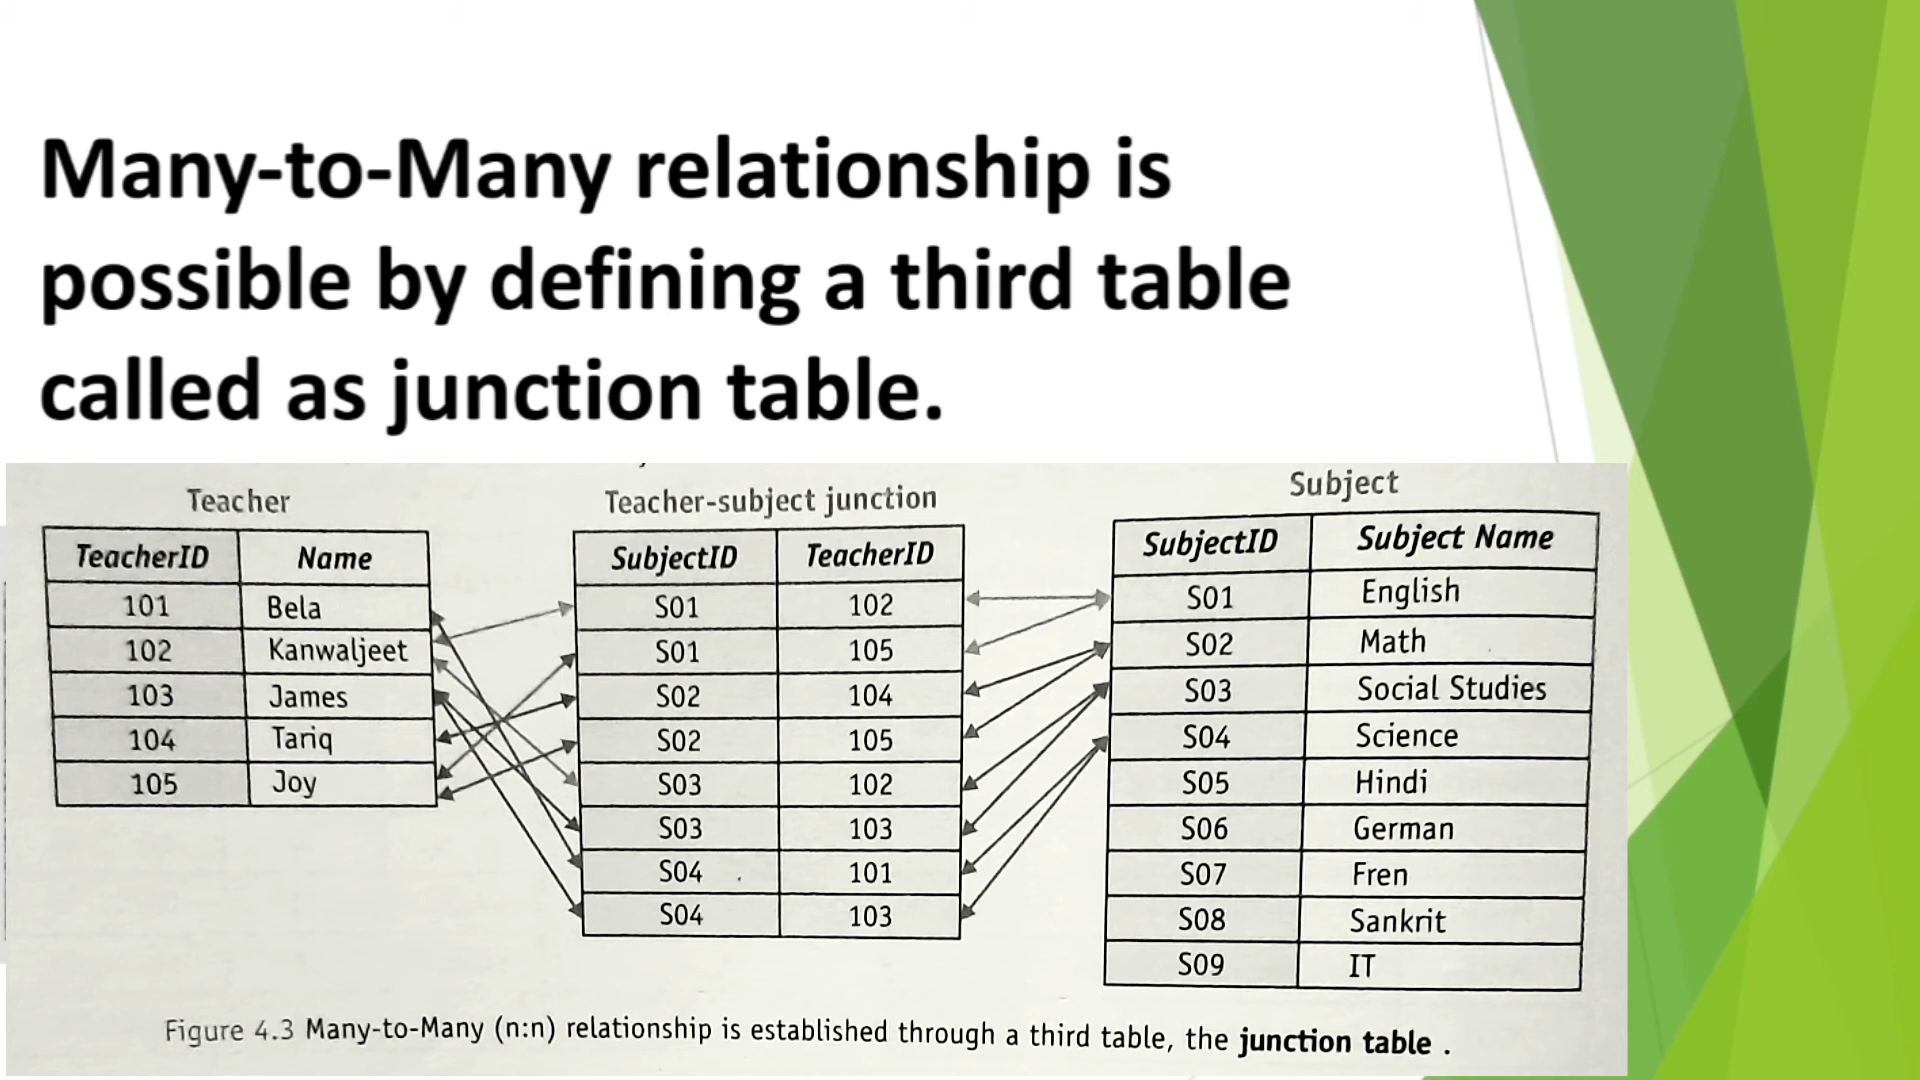 Many-to-Many relationship is
possible by defining a third table
called as junction table.
Teacher
TeacherID Name
101 Bela
102 Kanwaljeet
103 James
104 Tariq
105 Joy
Teacher-subject junction
SubjectID TeacherID
S01 102
S01 105
S02 104
S02 105
S03 102
S03 103
S04 101
S04 103
Subject
SubjectID Subject Name
S01 English
S02 Math
S03 Social Studies
S04 Science
S05 Hindi
S06 German
S07 Fren
S08 Sankrit
S09 IT
Figure 4.3 Many-to-Many (n:n) relationship is established through a third table, the junction table .